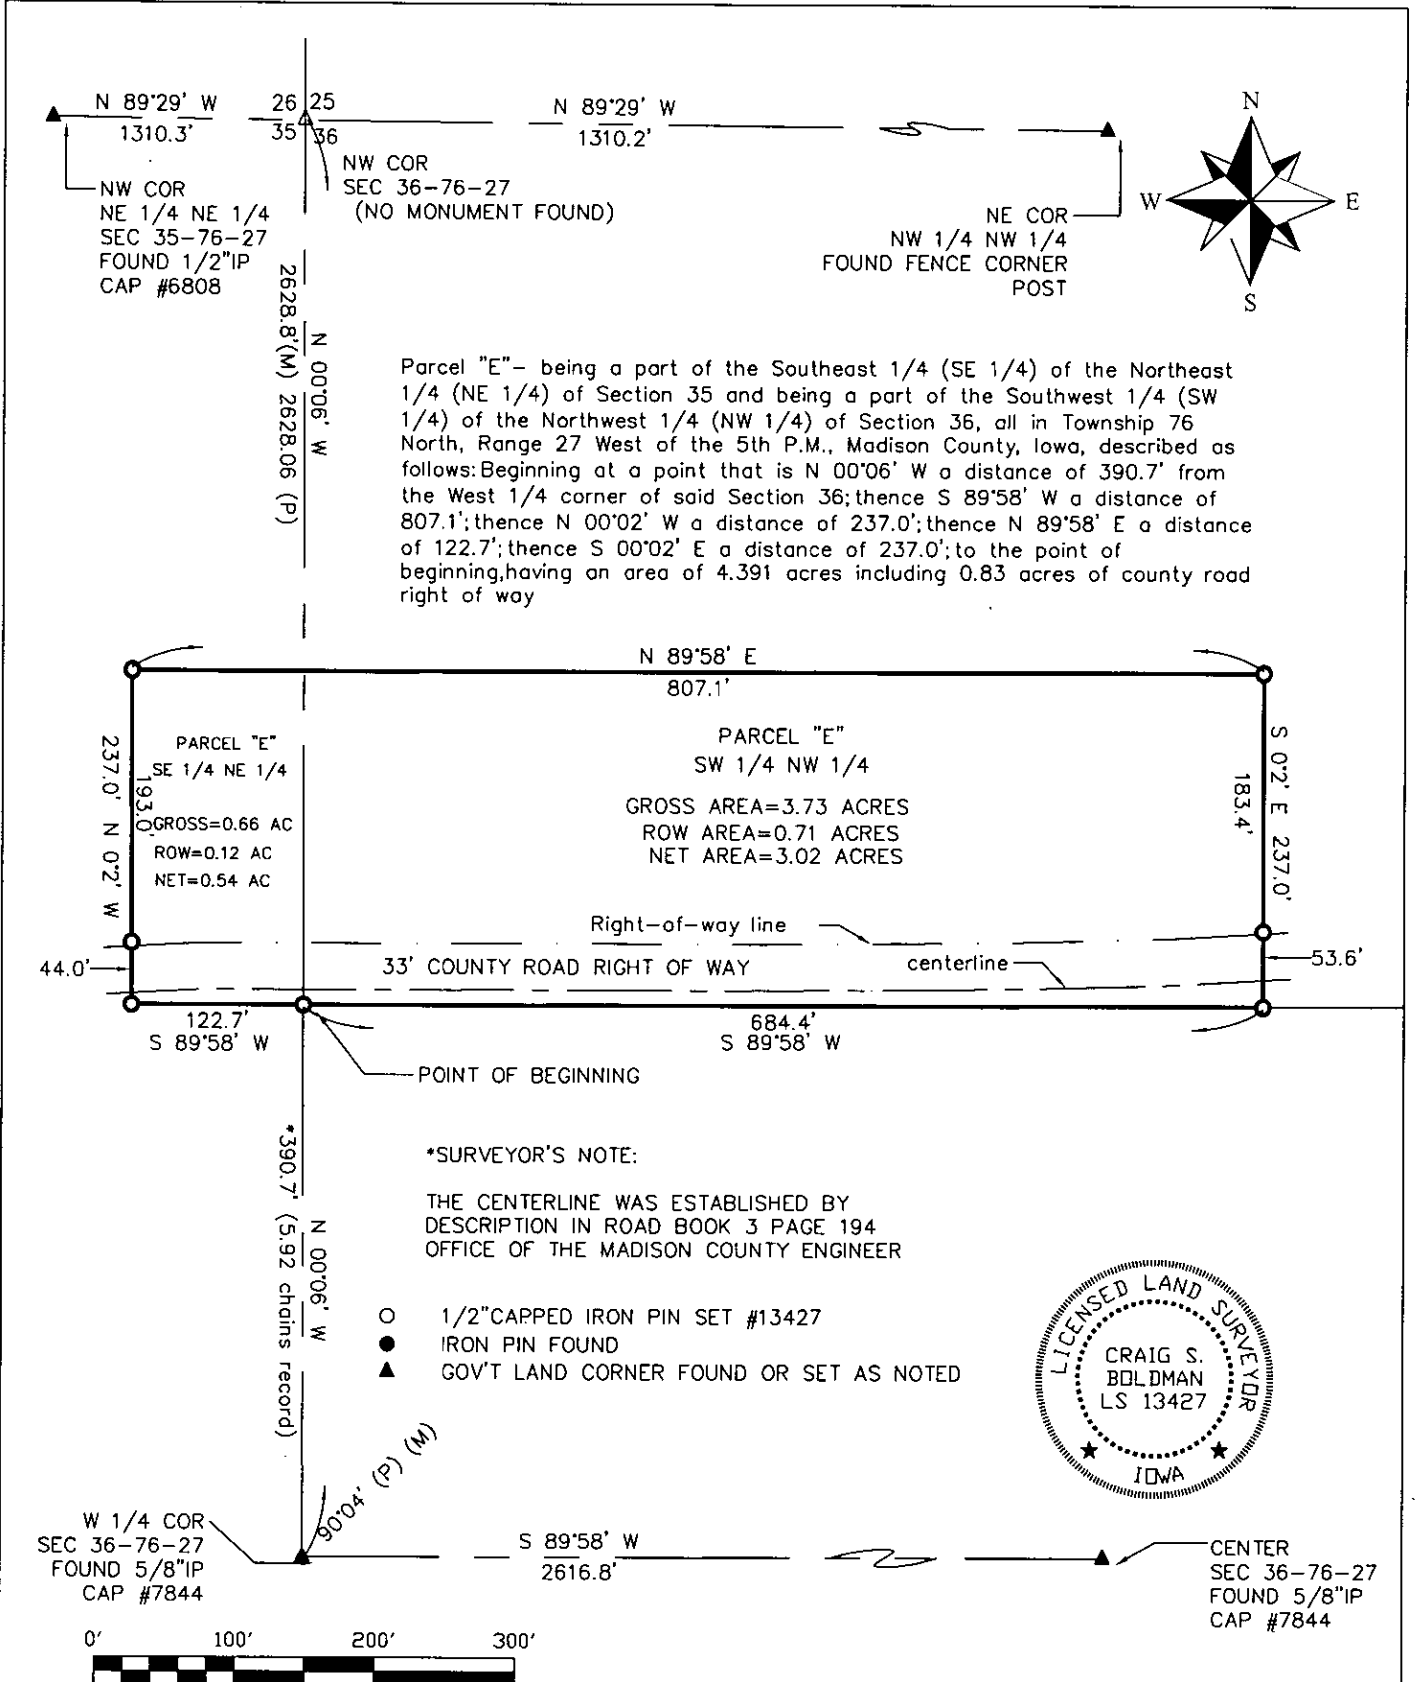 N 89°29' W
1310.3'
26 25
35 36
N 89°29' W
1310.2'
NW COR
NE 1/4 NE 1/4
SEC 35-76-27
FOUND 1/2"IP
CAP #6808
NW COR
SEC 36-76-27
(NO MONUMENT FOUND)
NE COR
NW 1/4 NW 1/4
FOUND FENCE CORNER
POST
N
W
E
S
N 00°06' W
2628.8'(M) 2628.06 (P)
Parcel "E"- being a part of the Southeast 1/4 (SE 1/4) of the Northeast
1/4 (NE 1/4) of Section 35 and being a part of the Southwest 1/4 (SW
1/4) of the Northwest 1/4 (NW 1/4) of Section 36, all in Township 76
North, Range 27 West of the 5th P.M., Madison County, Iowa, described as
follows: Beginning at a point that is N 00°06' W a distance of 390.7' from
the West 1/4 corner of said Section 36; thence S 89°58' W a distance of
807.1'; thence N 00°02' W a distance of 237.0'; thence N 89°58' E a distance
of 122.7'; thence S 00°02' E a distance of 237.0'; to the point of
beginning,having an area of 4.391 acres including 0.83 acres of county road
right of way
N 89°58' E
807.1'
237.0' N 0°2' W
193.0'
PARCEL "E"
SE 1/4 NE 1/4
GROSS=0.66 AC
ROW=0.12 AC
NET=0.54 AC
PARCEL "E"
SW 1/4 NW 1/4
GROSS AREA=3.73 ACRES
ROW AREA=0.71 ACRES
NET AREA=3.02 ACRES
183.4'
S 0°2' E 237.0'
Right-of-way line
44.0'
33' COUNTY ROAD RIGHT OF WAY
centerline
53.6'
122.7'
S 89°58' W
684.4'
S 89°58' W
POINT OF BEGINNING
*390.7' (5.92 chains record)
N 00°06' W
*SURVEYOR'S NOTE:
THE CENTERLINE WAS ESTABLISHED BY
DESCRIPTION IN ROAD BOOK 3 PAGE 194
OFFICE OF THE MADISON COUNTY ENGINEER
1/2"CAPPED IRON PIN SET #13427
IRON PIN FOUND
GOV'T LAND CORNER FOUND OR SET AS NOTED
LICENSED LAND SURVEYOR
CRAIG S.
BOLDMAN
LS 13427
IOWA
90°04' (P) (M)
W 1/4 COR
SEC 36-76-27
FOUND 5/8"IP
CAP #7844
S 89°58' W
2616.8'
CENTER
SEC 36-76-27
FOUND 5/8"IP
CAP #7844
0' 100' 200' 300'